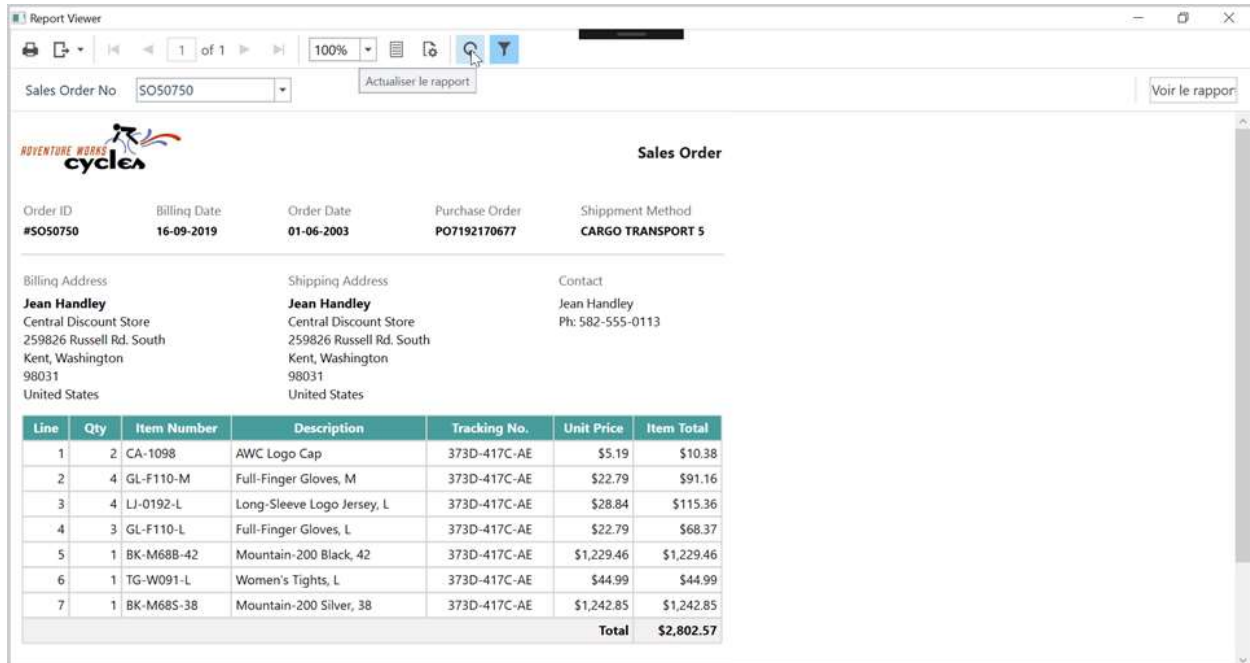 Report Viewer
1 of 1 100%
Actualiser le rapport
Sales Order No SO50750 Voir le rappor
ADVENTURE WORKS
cycles
Sales Order
Order ID Billing Date Order Date Purchase Order Shippment Method
#SO50750 16-09-2019 01-06-2003 PO7192170677 CARGO TRANSPORT 5
Billing Address Shipping Address Contact
Jean Handley Jean Handley Jean Handley
Central Discount Store Central Discount Store Ph: 582-555-0113
259826 Russell Rd. South 259826 Russell Rd. South
Kent, Washington Kent, Washington
98031 98031
United States United States
Line Qty Item Number Description Tracking No. Unit Price Item Total
1 2 CA-1098 AWC Logo Cap 373D-417C-AE $5.19 $10.38
2 4 GL-F110-M Full-Finger Gloves, M 373D-417C-AE $22.79 $91.16
3 4 LJ-0192-L Long-Sleeve Logo Jersey, L 373D-417C-AE $28.84 $115.36
4 3 GL-F110-L Full-Finger Gloves, L 373D-417C-AE $22.79 $68.37
5 1 BK-M68B-42 Mountain-200 Black, 42 373D-417C-AE $1,229.46 $1,229.46
6 1 TG-W091-L Women's Tights, L 373D-417C-AE $44.99 $44.99
7 1 BK-M68S-38 Mountain-200 Silver, 38 373D-417C-AE $1,242.85 $1,242.85
Total $2,802.57